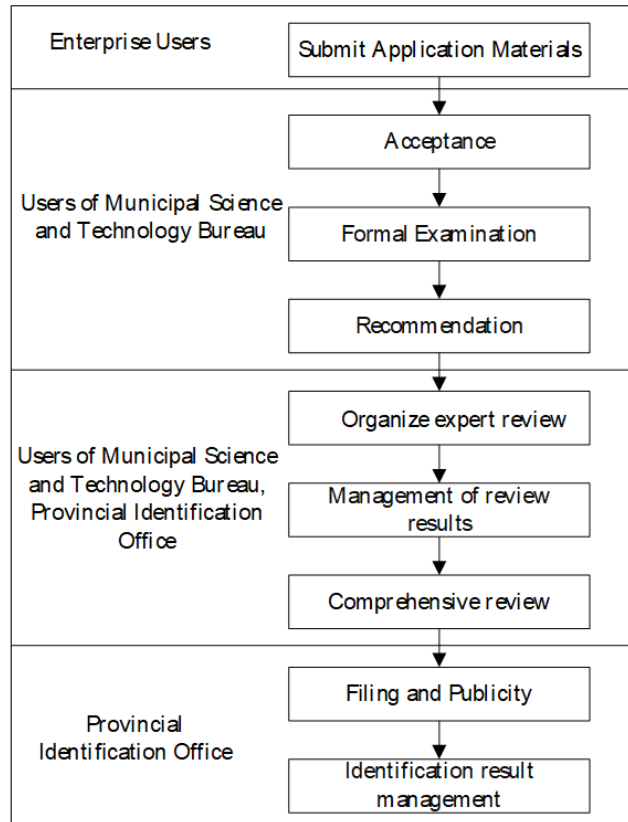 Enterprise Users
Submit Application Materials
Users of Municipal Science
and Technology Bureau
Acceptance
Formal Examination
Recommendation
Users of Municipal Science
and Technology Bureau,
Provincial Identification
Office
Organize expert review
Management of review
results
Comprehensive review
Provincial
Identification Office
Filing and Publicity
Identification result
management